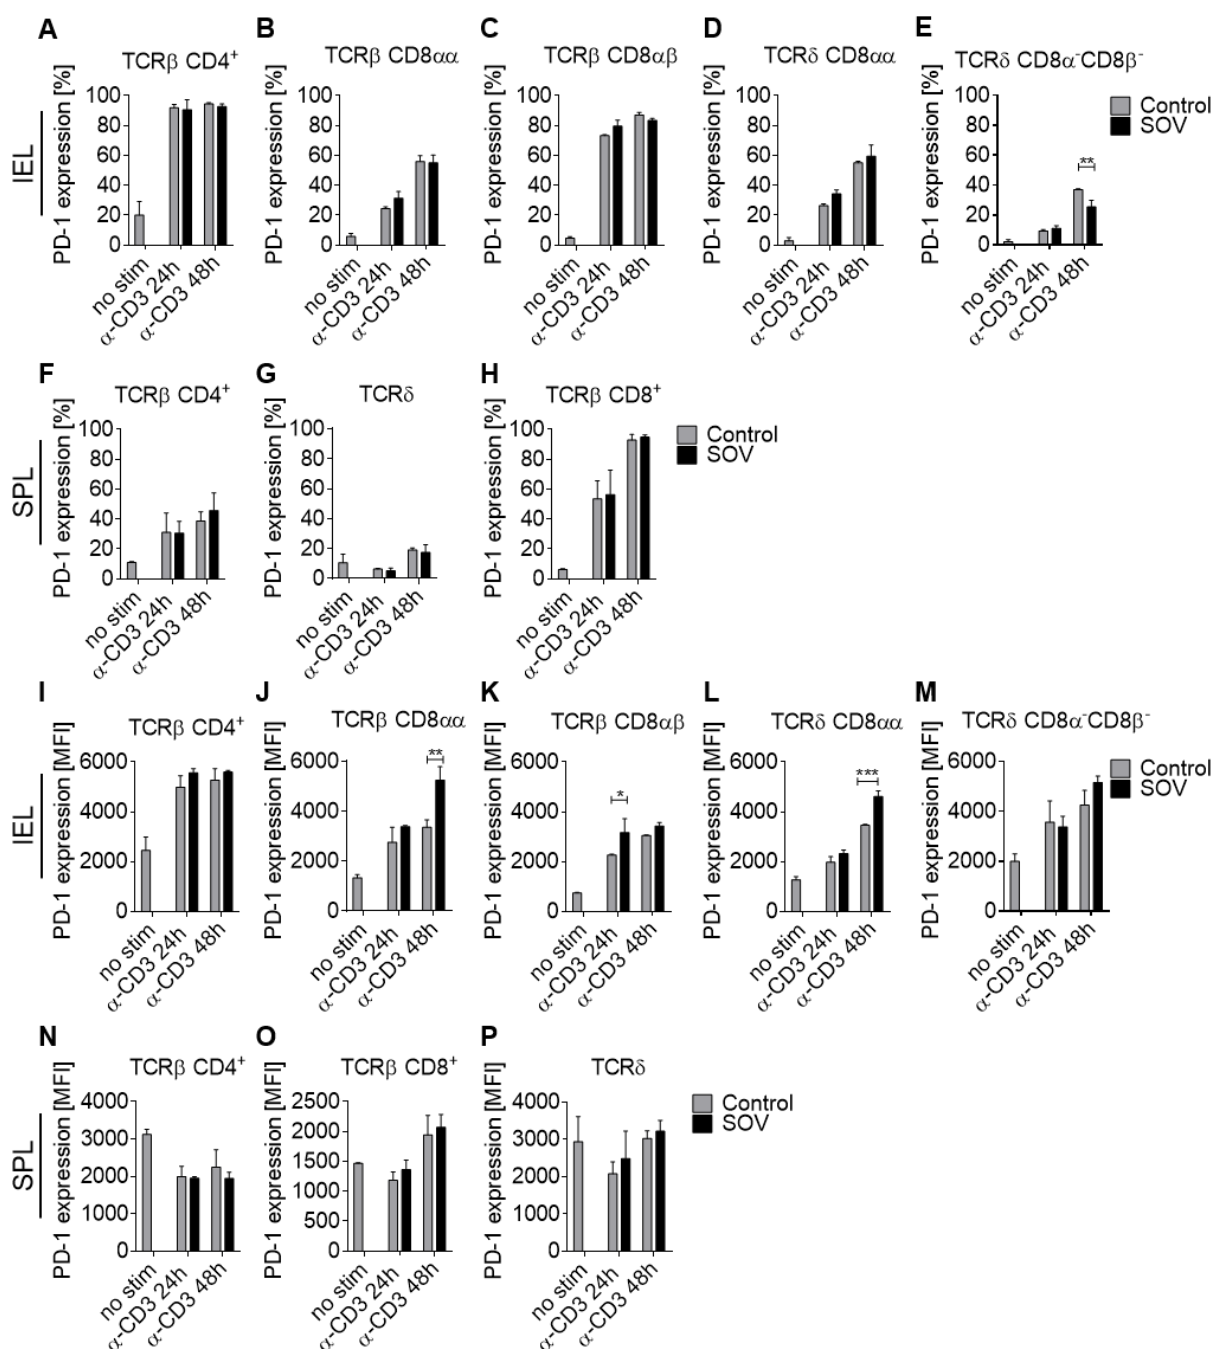 A
TCRβ CD4⁺
PD-1 expression [%]
100
80
60
40
20
0
no stim
α-CD3 24h
α-CD3 48h
IEL
B
TCRβ CD8αα
PD-1 expression [%]
100
80
60
40
20
0
no stim
α-CD3 24h
α-CD3 48h
C
TCRβ CD8αβ
PD-1 expression [%]
100
80
60
40
20
0
no stim
α-CD3 24h
α-CD3 48h
D
TCRδ CD8αα
PD-1 expression [%]
100
80
60
40
20
0
no stim
α-CD3 24h
α-CD3 48h
E
TCRδ CD8α⁻CD8β⁻
PD-1 expression [%]
100
80
60
40
20
0
**
no stim
α-CD3 24h
α-CD3 48h
Control
SOV
F
TCRβ CD4⁺
PD-1 expression [%]
100
80
60
40
20
0
no stim
α-CD3 24h
α-CD3 48h
SPL
G
TCRδ
PD-1 expression [%]
100
80
60
40
20
0
no stim
α-CD3 24h
α-CD3 48h
H
TCRβ CD8⁺
PD-1 expression [%]
100
80
60
40
20
0
no stim
α-CD3 24h
α-CD3 48h
Control
SOV
I
TCRβ CD4⁺
PD-1 expression [MFI]
6000
4000
2000
0
no stim
α-CD3 24h
α-CD3 48h
IEL
J
TCRβ CD8αα
PD-1 expression [MFI]
6000
4000
2000
0
**
no stim
α-CD3 24h
α-CD3 48h
K
TCRβ CD8αβ
PD-1 expression [MFI]
6000
4000
2000
0
*
no stim
α-CD3 24h
α-CD3 48h
L
TCRδ CD8αα
PD-1 expression [MFI]
6000
4000
2000
0
***
no stim
α-CD3 24h
α-CD3 48h
M
TCRδ CD8α⁻CD8β⁻
PD-1 expression [MFI]
6000
4000
2000
0
no stim
α-CD3 24h
α-CD3 48h
Control
SOV
N
TCRβ CD4⁺
PD-1 expression [MFI]
4000
3000
2000
1000
0
no stim
α-CD3 24h
α-CD3 48h
SPL
O
TCRβ CD8⁺
PD-1 expression [MFI]
2500
2000
1500
1000
500
0
no stim
α-CD3 24h
α-CD3 48h
P
TCRδ
PD-1 expression [MFI]
4000
3000
2000
1000
0
no stim
α-CD3 24h
α-CD3 48h
Control
SOV